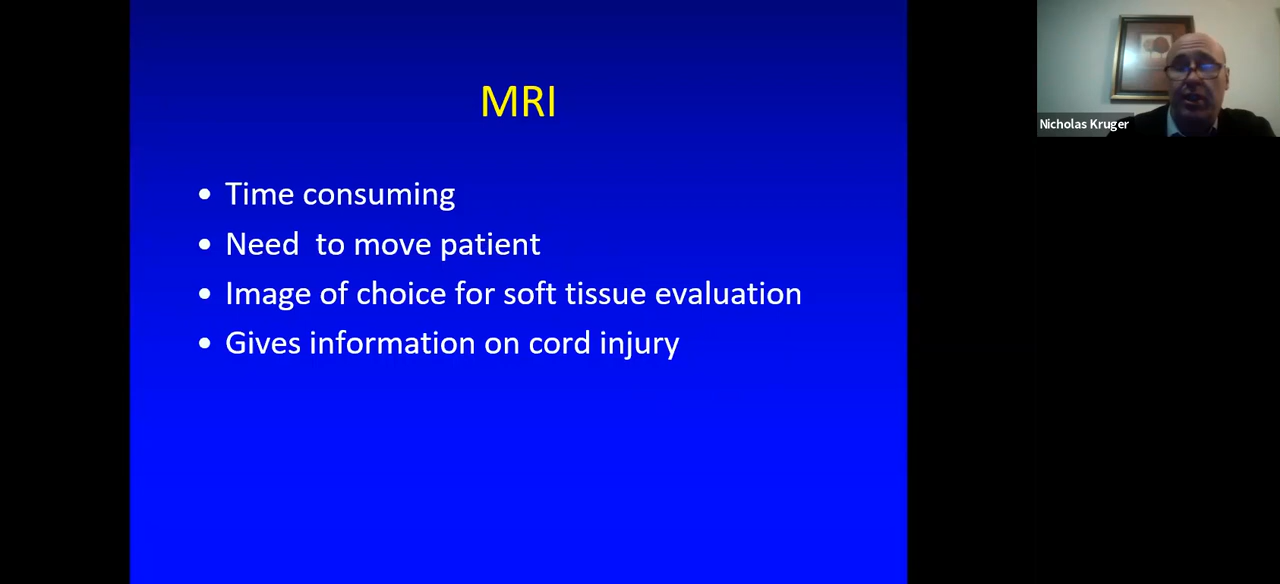 MRI
• Time consuming
• Need  to move patient
• Image of choice for soft tissue evaluation
• Gives information on cord injury
Nicholas Kruger